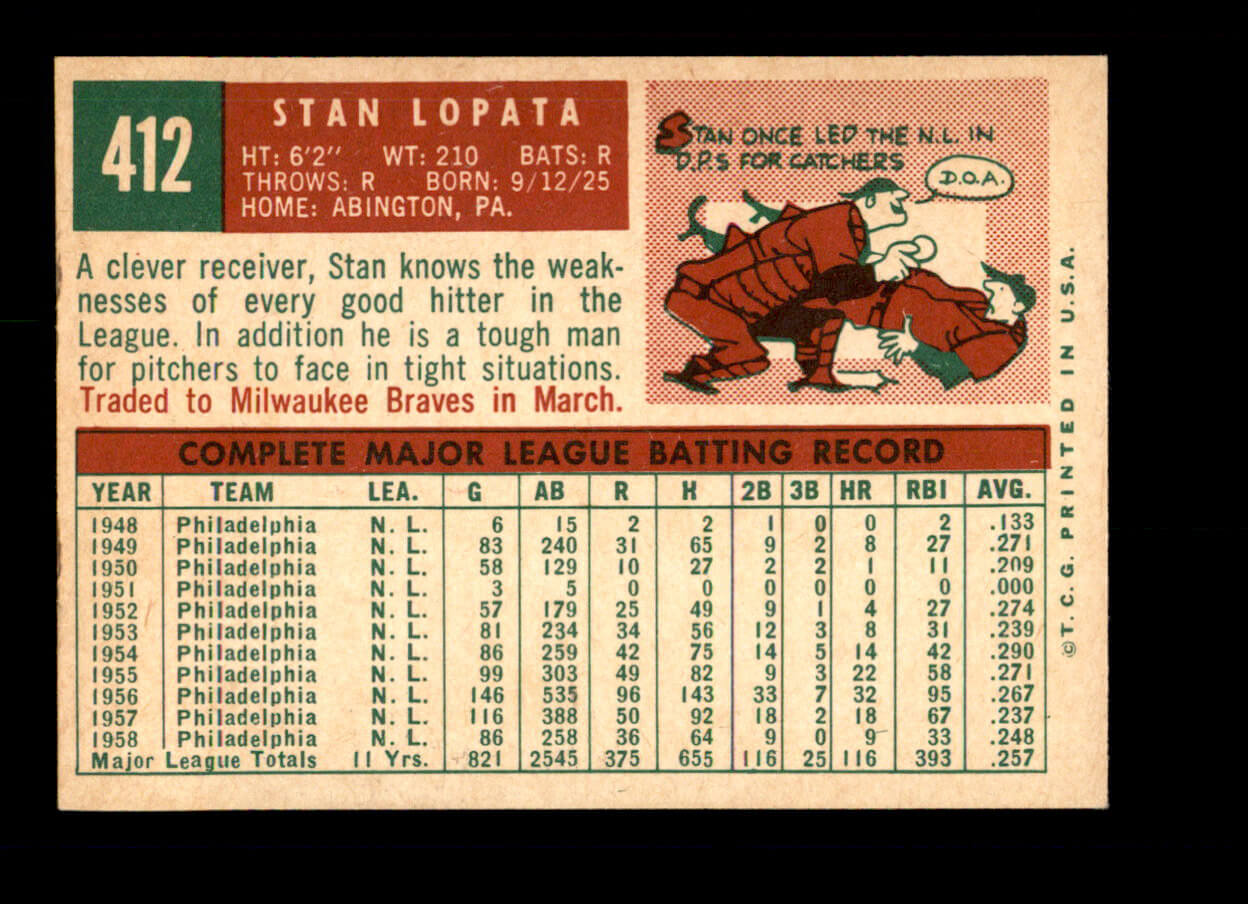 412
STAN LOPATA
HT: 6'2" WT: 210 BATS: R
THROWS: R BORN: 9/12/25
HOME: ABINGTON, PA.
A clever receiver, Stan knows the weak-
nesses of every good hitter in the
League. In addition he is a tough man
for pitchers to face in tight situations.
Traded to Milwaukee Braves in March.
STAN ONCE LED THE N.L. IN
D.P.S FOR CATCHERS
D.O.A.
COMPLETE MAJOR LEAGUE BATTING RECORD
YEAR TEAM LEA. G AB R H 2B 3B HR RBI AVG.
1948 Philadelphia N. L. 6 15 2 2 1 0 0 2 .133
1949 Philadelphia N. L. 83 240 31 65 9 2 8 27 .271
1950 Philadelphia N. L. 58 129 10 27 2 2 1 11 .209
1951 Philadelphia N. L. 3 5 0 0 0 0 0 0 .000
1952 Philadelphia N. L. 57 179 25 49 9 1 4 27 .274
1953 Philadelphia N. L. 81 234 34 56 12 3 8 31 .239
1954 Philadelphia N. L. 86 259 42 75 14 5 14 42 .290
1955 Philadelphia N. L. 99 303 49 82 9 3 22 58 .271
1956 Philadelphia N. L. 146 535 96 143 33 7 32 95 .267
1957 Philadelphia N. L. 116 388 50 92 18 2 18 67 .237
1958 Philadelphia N. L. 86 258 36 64 9 0 9 33 .248
Major League Totals 11 Yrs. 821 2545 375 655 116 25 116 393 .257
©T. C. G. PRINTED IN U.S.A.